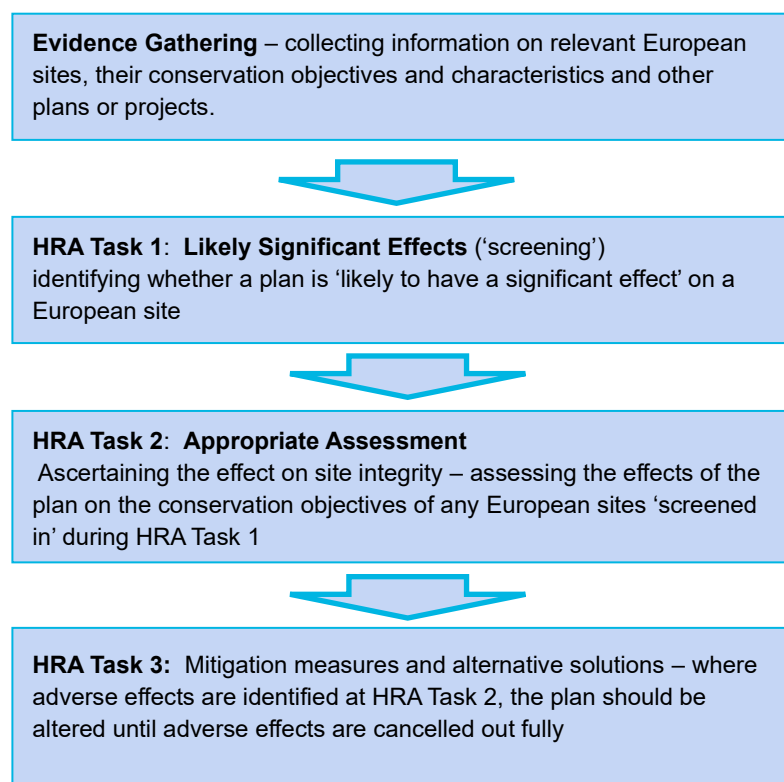 Evidence Gathering – collecting information on relevant European
sites, their conservation objectives and characteristics and other
plans or projects.
HRA Task 1:  Likely Significant Effects (‘screening’)
identifying whether a plan is ‘likely to have a significant effect’ on a
European site
HRA Task 2:  Appropriate Assessment
Ascertaining the effect on site integrity – assessing the effects of the
plan on the conservation objectives of any European sites ‘screened
in’ during HRA Task 1
HRA Task 3:  Mitigation measures and alternative solutions – where
adverse effects are identified at HRA Task 2, the plan should be
altered until adverse effects are cancelled out fully